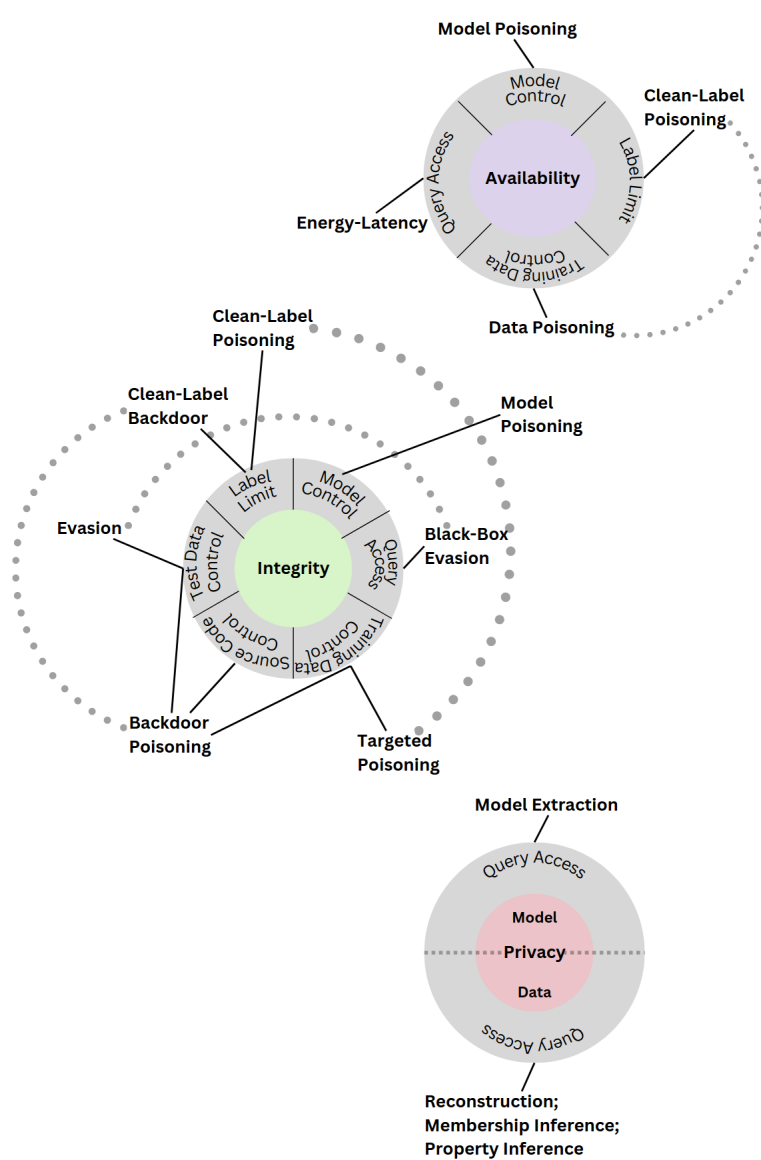 Model Poisoning
Model
Control
Clean-Label
Poisoning
Query Access
Availability
Label Limit
Energy-Latency
Training Data
Control
Data Poisoning
Clean-Label
Poisoning
Clean-Label
Backdoor
Model
Poisoning
Label
Limit
Model
Control
Evasion
Test Data
Control
Integrity
Query
Access
Black-Box
Evasion
Source Code
Control
Training Data
Control
Backdoor
Poisoning
Targeted
Poisoning
Model Extraction
Query Access
Model
Privacy
Data
Query Access
Reconstruction;
Membership Inference;
Property Inference